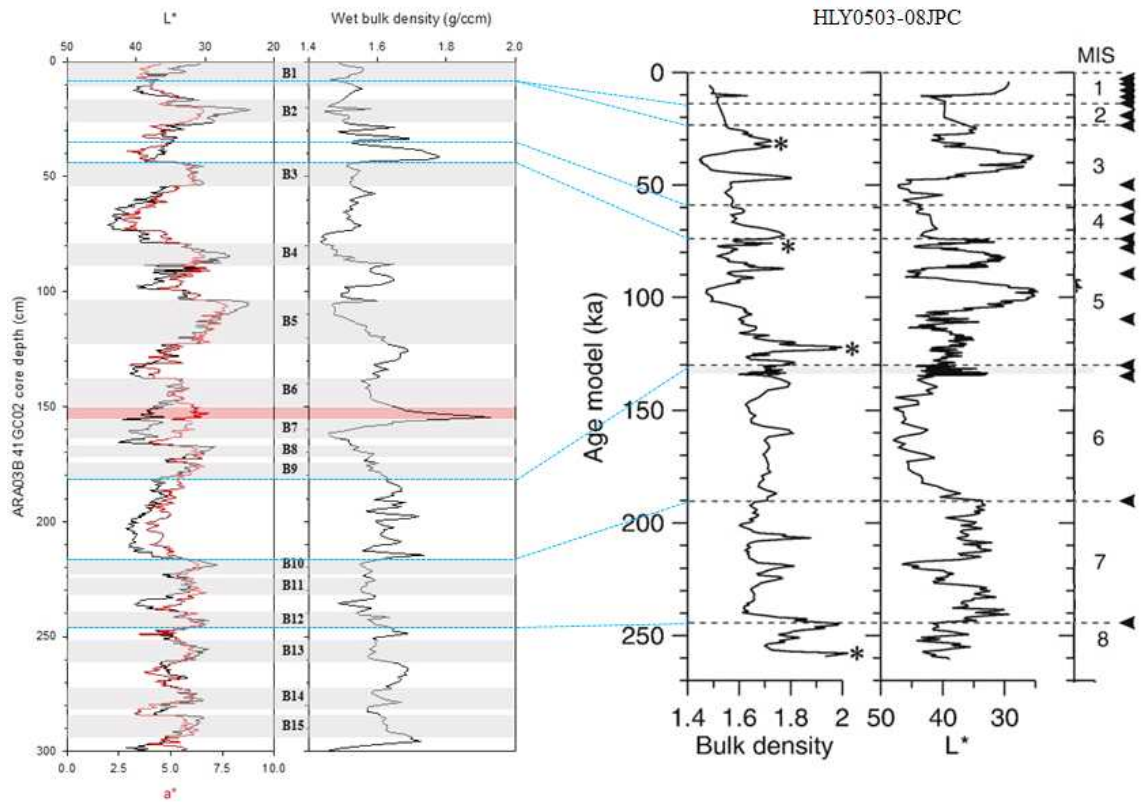 L*
50 40 30 20
Wet bulk density (g/ccm)
1.4 1.6 1.8 2.0
HLY0503-08JPC
ARA03B 41GC02 core depth (cm)
0
50
100
150
200
250
300
B1
B2
B3
B4
B5
B6
B7
B8
B9
B10
B11
B12
B13
B14
B15
0.0 2.5 5.0 7.5 10.0
a*
Age model (ka)
0
50
100
150
200
250
*
*
*
*
1.4 1.6 1.8 2
Bulk density
50 40 30
L*
MIS
1
2
3
4
5
6
7
8